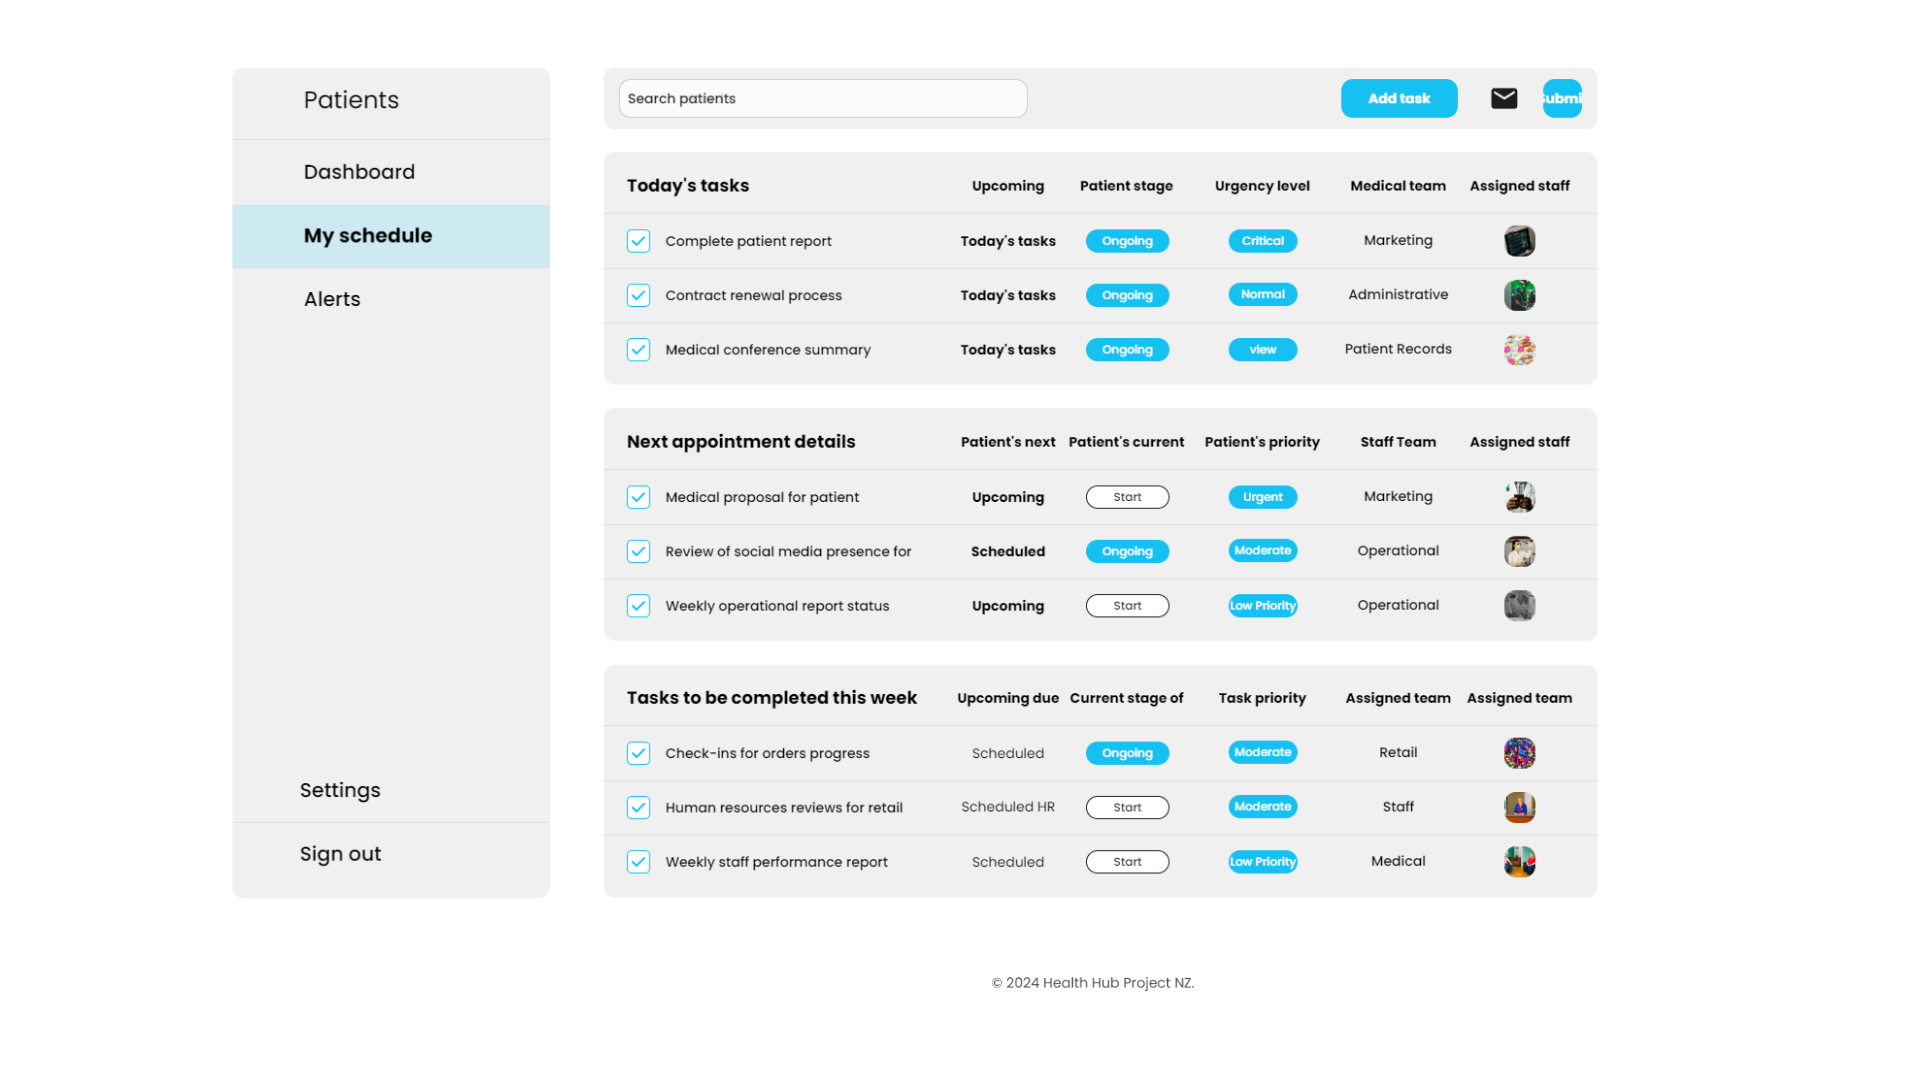 Patients
Dashboard
My schedule
Alerts
Settings
Sign out
Search patients
Add task
Submi
Today's tasks Upcoming Patient stage Urgency level Medical team Assigned staff
Complete patient report Today's tasks Ongoing Critical Marketing
Contract renewal process Today's tasks Ongoing Normal Administrative
Medical conference summary Today's tasks Ongoing view Patient Records
Next appointment details Patient's next Patient's current Patient's priority Staff Team Assigned staff
Medical proposal for patient Upcoming Start Urgent Marketing
Review of social media presence for Scheduled Ongoing Moderate Operational
Weekly operational report status Upcoming Start Low Priority Operational
Tasks to be completed this week Upcoming due Current stage of Task priority Assigned team Assigned team
Check-ins for orders progress Scheduled Ongoing Moderate Retail
Human resources reviews for retail Scheduled HR Start Moderate Staff
Weekly staff performance report Scheduled Start Low Priority Medical
© 2024 Health Hub Project NZ.